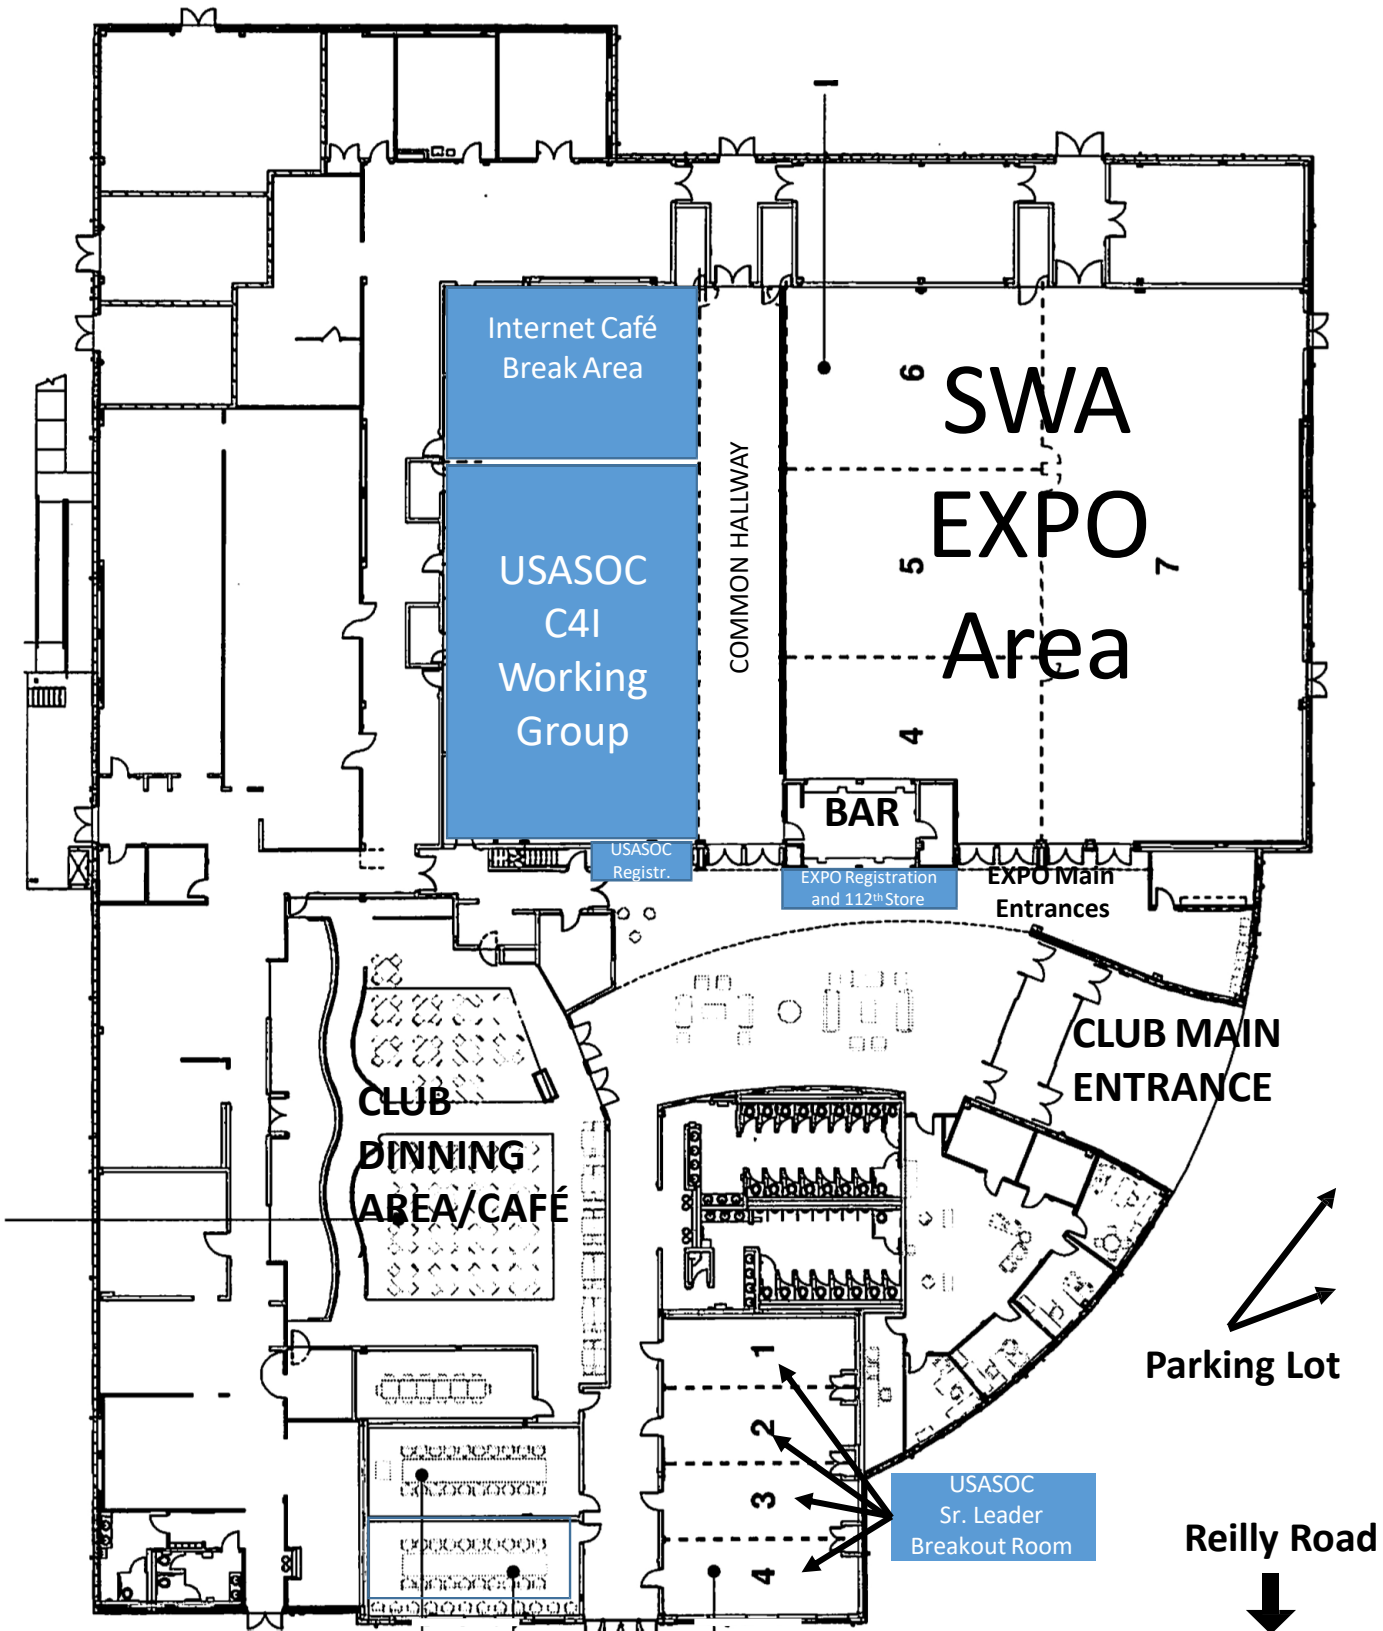 Internet Café
Break Area
6
SWA
EXPO
Area
5
7
4
COMMON HALLWAY
USASOC
C4I
Working
Group
BAR
USASOC
Registr.
EXPO Registration
and 112th Store
EXPO Main
Entrances
CLUB MAIN
ENTRANCE
CLUB
DINNING
AREA/CAFÉ
1
2
3
4
Parking Lot
USASOC
Sr. Leader
Breakout Room
Reilly Road